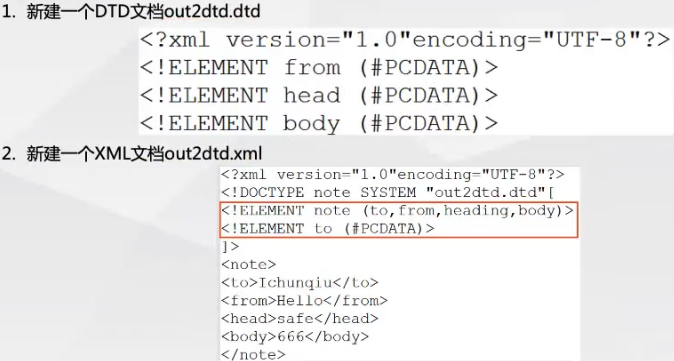 1. 新建一个DTD文档out2dtd.dtd
<?xml version="1.0"encoding="UTF-8"?>
<!ELEMENT from (#PCDATA)>
<!ELEMENT head (#PCDATA)>
<!ELEMENT body (#PCDATA)>
2. 新建一个XML文档out2dtd.xml
<?xml version="1.0"encoding="UTF-8"?>
<!DOCTYPE note SYSTEM "out2dtd.dtd"[
<!ELEMENT note (to,from,heading,body)>
<!ELEMENT to (#PCDATA)>
]>
<note>
<to>Ichunqiu</to>
<from>Hello</from>
<head>safe</head>
<body>666</body>
</note>